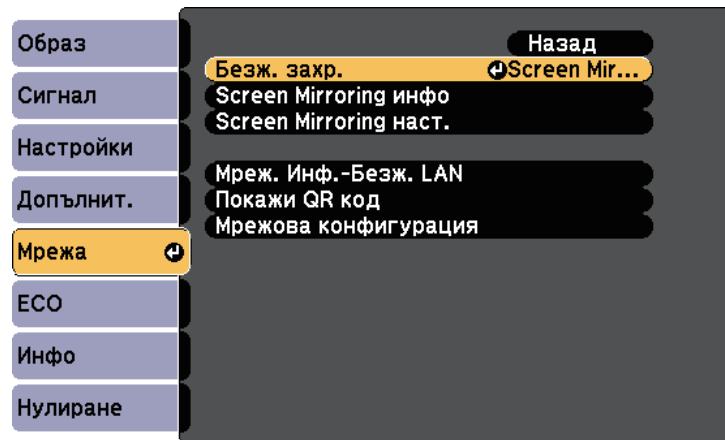 Образ
Сигнал
Настройки
Допълнит.
Мрежа
ECO
Инфо
Нулиране
Назад
Безж. захр. Screen Mir...
Screen Mirroring инфо
Screen Mirroring наст.
Мреж. Инф.-Безж. LAN
Покажи QR код
Мрежова конфигурация